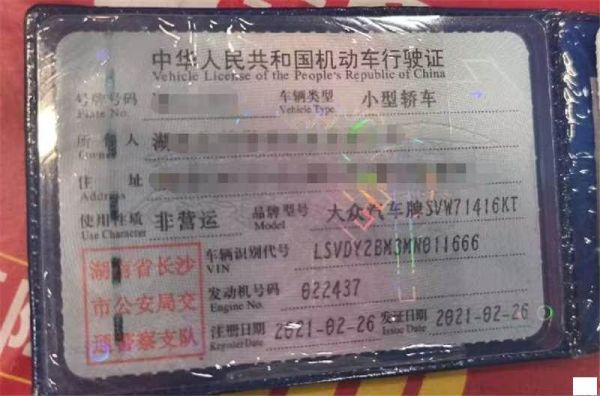 中华人民共和国机动车行驶证
Vehicle License of the People's Republic of China
号牌号码
Plate No.
车辆类型 小型轿车
Vehicle Type
所有人 湖
Owner
住址
Address
使用性质 非营运
Use Character
品牌型号 大众汽车牌SVW71416KT
Model
车辆识别代号 LSVDY2BM3MN011666
VIN
发动机号码 022437
Engine No.
注册日期 2021-02-26
Register Date
发证日期 2021-02-26
Issue Date
湖南省长沙
市公安局交
通警察支队